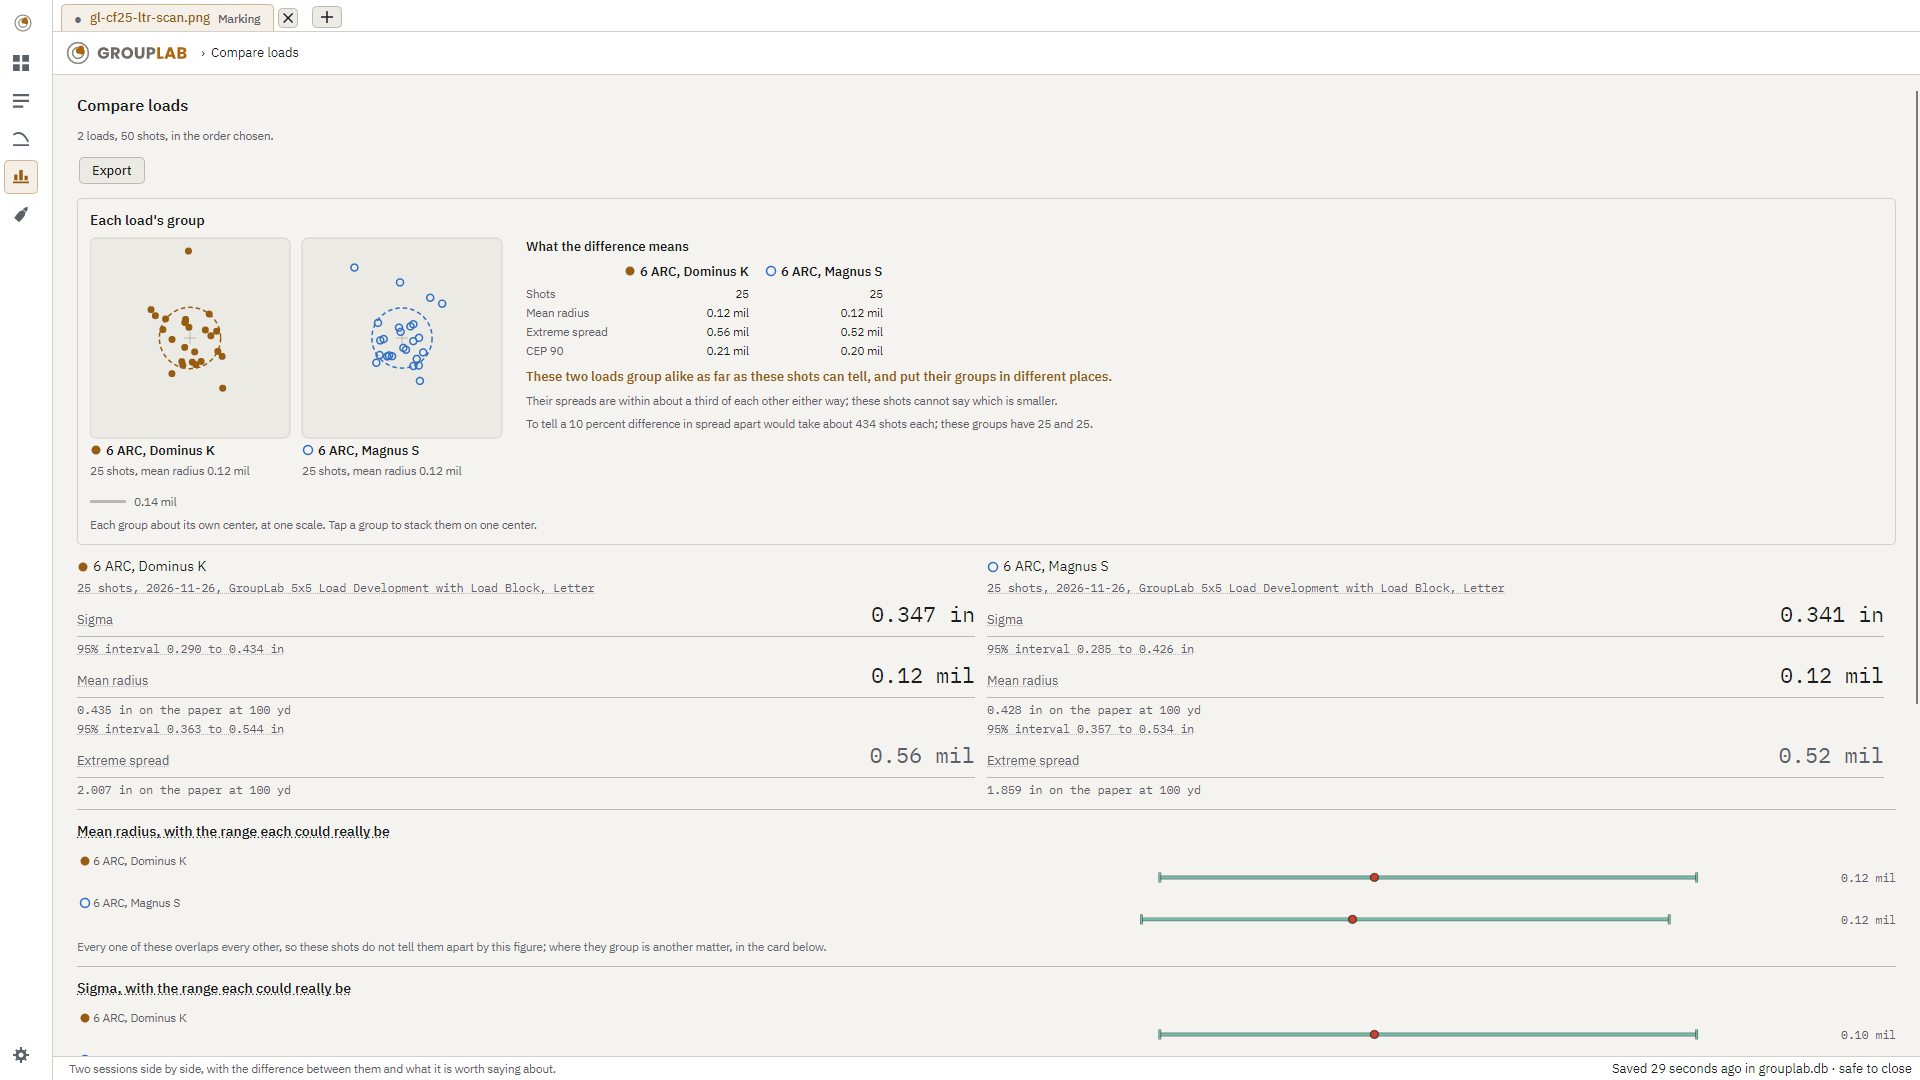 gl-cf25-ltr-scan.png Marking
GROUPLAB › Compare loads
Compare loads
2 loads, 50 shots, in the order chosen.
Export
Each load's group
What the difference means
6 ARC, Dominus K 6 ARC, Magnus S
Shots 25 25
Mean radius 0.12 mil 0.12 mil
Extreme spread 0.56 mil 0.52 mil
CEP 90 0.21 mil 0.20 mil
These two loads group alike as far as these shots can tell, and put their groups in different places.
Their spreads are within about a third of each other either way; these shots cannot say which is smaller.
To tell a 10 percent difference in spread apart would take about 434 shots each; these groups have 25 and 25.
6 ARC, Dominus K 6 ARC, Magnus S
25 shots, mean radius 0.12 mil 25 shots, mean radius 0.12 mil
0.14 mil
Each group about its own center, at one scale. Tap a group to stack them on one center.
6 ARC, Dominus K
25 shots, 2026-11-26, GroupLab 5x5 Load Development with Load Block, Letter
Sigma 0.347 in
95% interval 0.290 to 0.434 in
Mean radius 0.12 mil
0.435 in on the paper at 100 yd
95% interval 0.363 to 0.544 in
Extreme spread 0.56 mil
2.007 in on the paper at 100 yd
6 ARC, Magnus S
25 shots, 2026-11-26, GroupLab 5x5 Load Development with Load Block, Letter
Sigma 0.341 in
95% interval 0.285 to 0.426 in
Mean radius 0.12 mil
0.428 in on the paper at 100 yd
95% interval 0.357 to 0.534 in
Extreme spread 0.52 mil
1.859 in on the paper at 100 yd
Mean radius, with the range each could really be
6 ARC, Dominus K
0.12 mil
6 ARC, Magnus S
0.12 mil
Every one of these overlaps every other, so these shots do not tell them apart by this figure; where they group is another matter, in the card below.
Sigma, with the range each could really be
6 ARC, Dominus K
0.10 mil
Two sessions side by side, with the difference between them and what it is worth saying about.
Saved 29 seconds ago in grouplab.db · safe to close